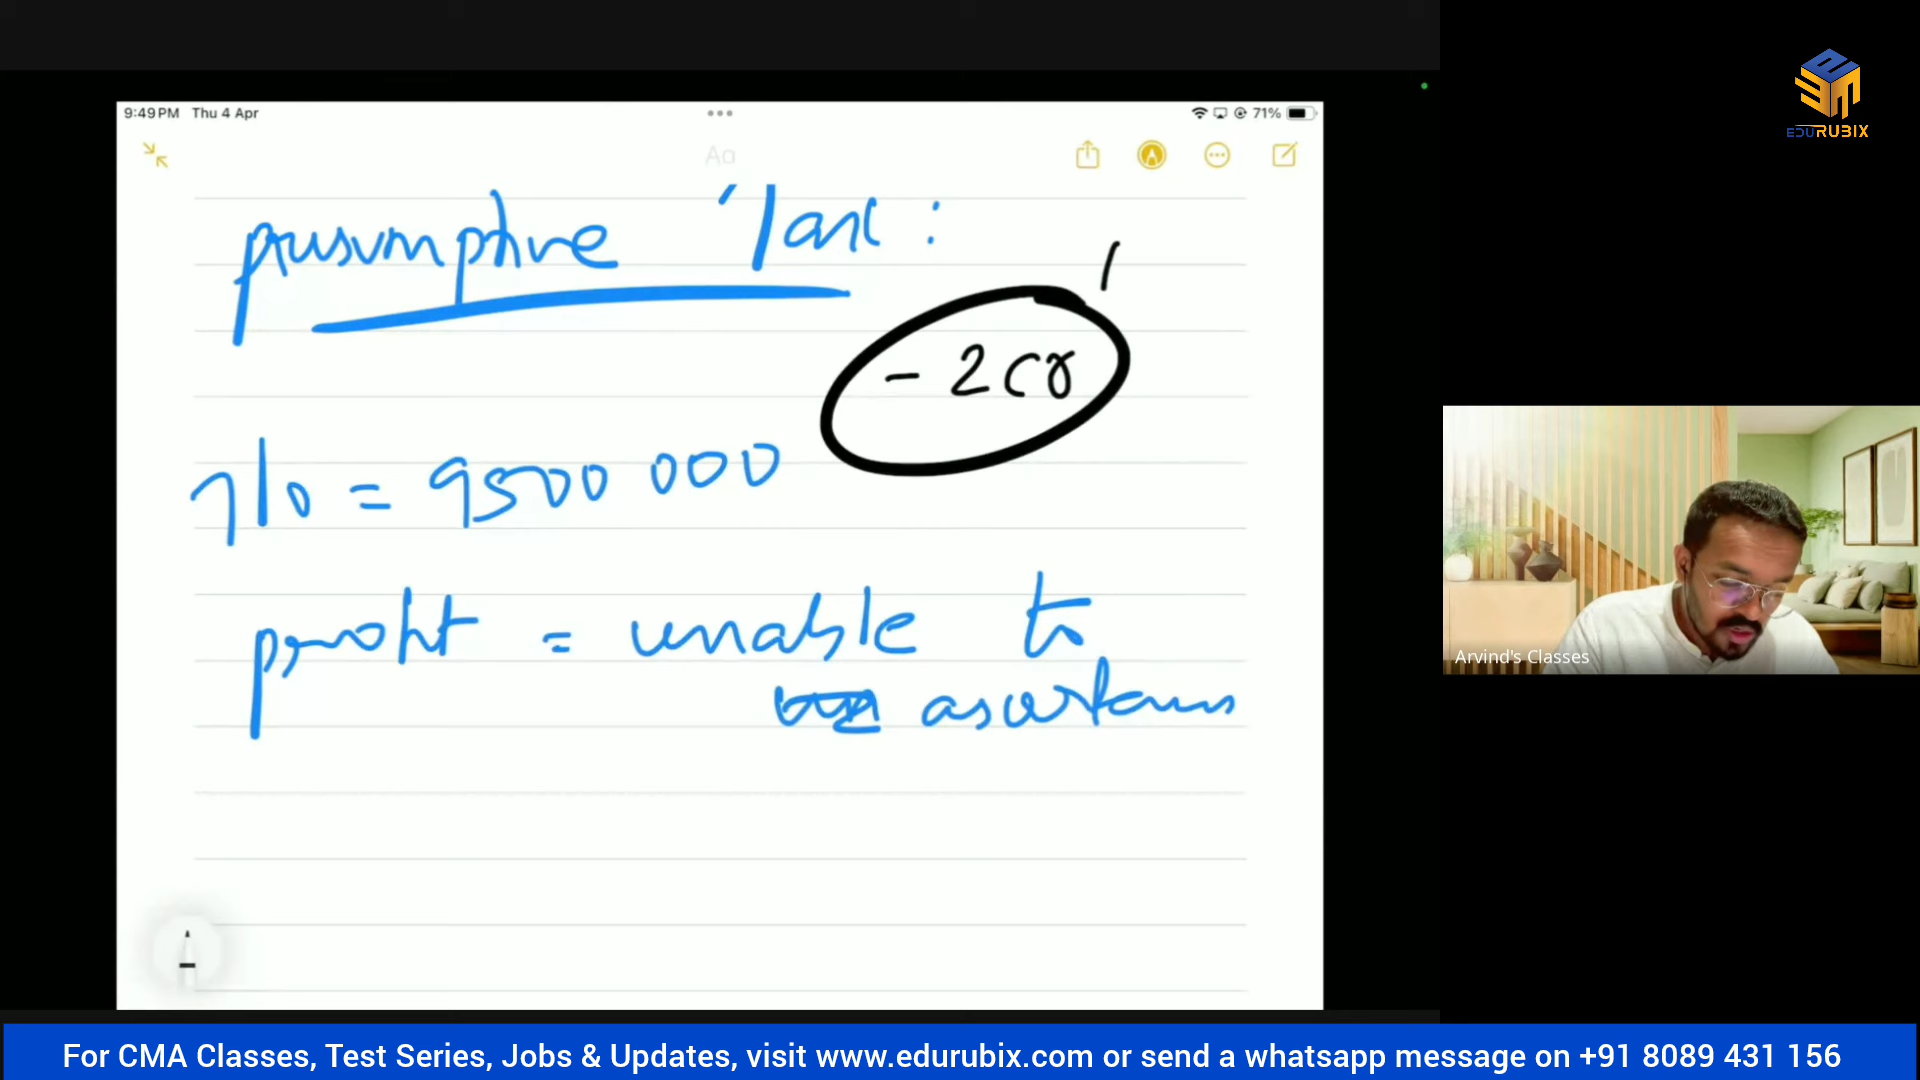 EDURUBIX
9:49 PM Thu 4 Apr
71%
Aa
presumptive Tax :
- 2 cr
T/o = 9500 000
profit = unable to
ascertain
Arvind's Classes
For CMA Classes, Test Series, Jobs & Updates, visit www.edurubix.com or send a whatsapp message on +91 8089 431 156